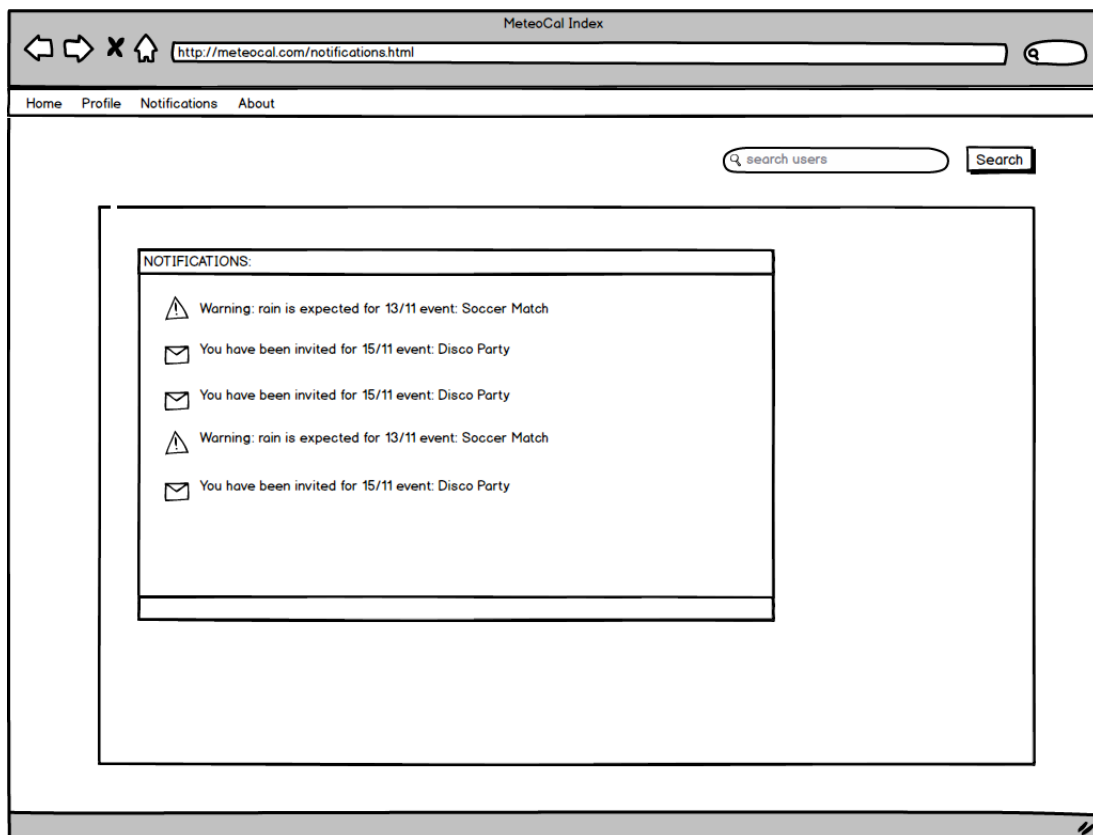 MeteoCal Index
http://meteocal.com/notifications.html
Home Profile Notifications About
search users Search
NOTIFICATIONS:
Warning: rain is expected for 13/11 event: Soccer Match
You have been invited for 15/11 event: Disco Party
You have been invited for 15/11 event: Disco Party
Warning: rain is expected for 13/11 event: Soccer Match
You have been invited for 15/11 event: Disco Party